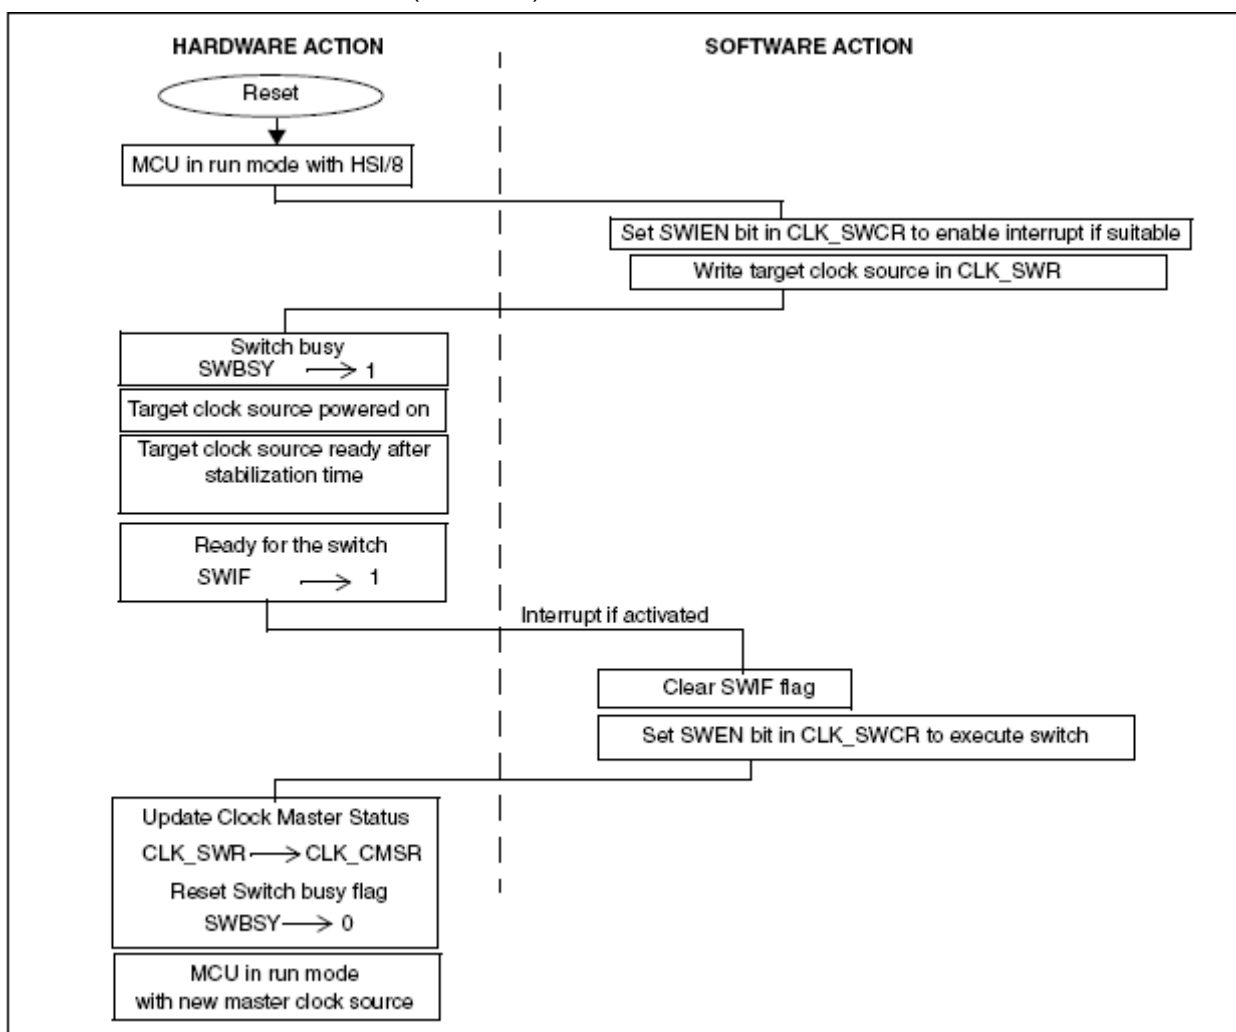 HARDWARE ACTION
SOFTWARE ACTION
Reset
MCU in run mode with HSI/8
Set SWIEN bit in CLK_SWCR to enable interrupt if suitable
Write target clock source in CLK_SWR
Switch busy
SWBSY → 1
Target clock source powered on
Target clock source ready after
stabilization time
Ready for the switch
SWIF → 1
Interrupt if activated
Clear SWIF flag
Set SWEN bit in CLK_SWCR to execute switch
Update Clock Master Status
CLK_SWR → CLK_CMSR
Reset Switch busy flag
SWBSY → 0
MCU in run mode
with new master clock source